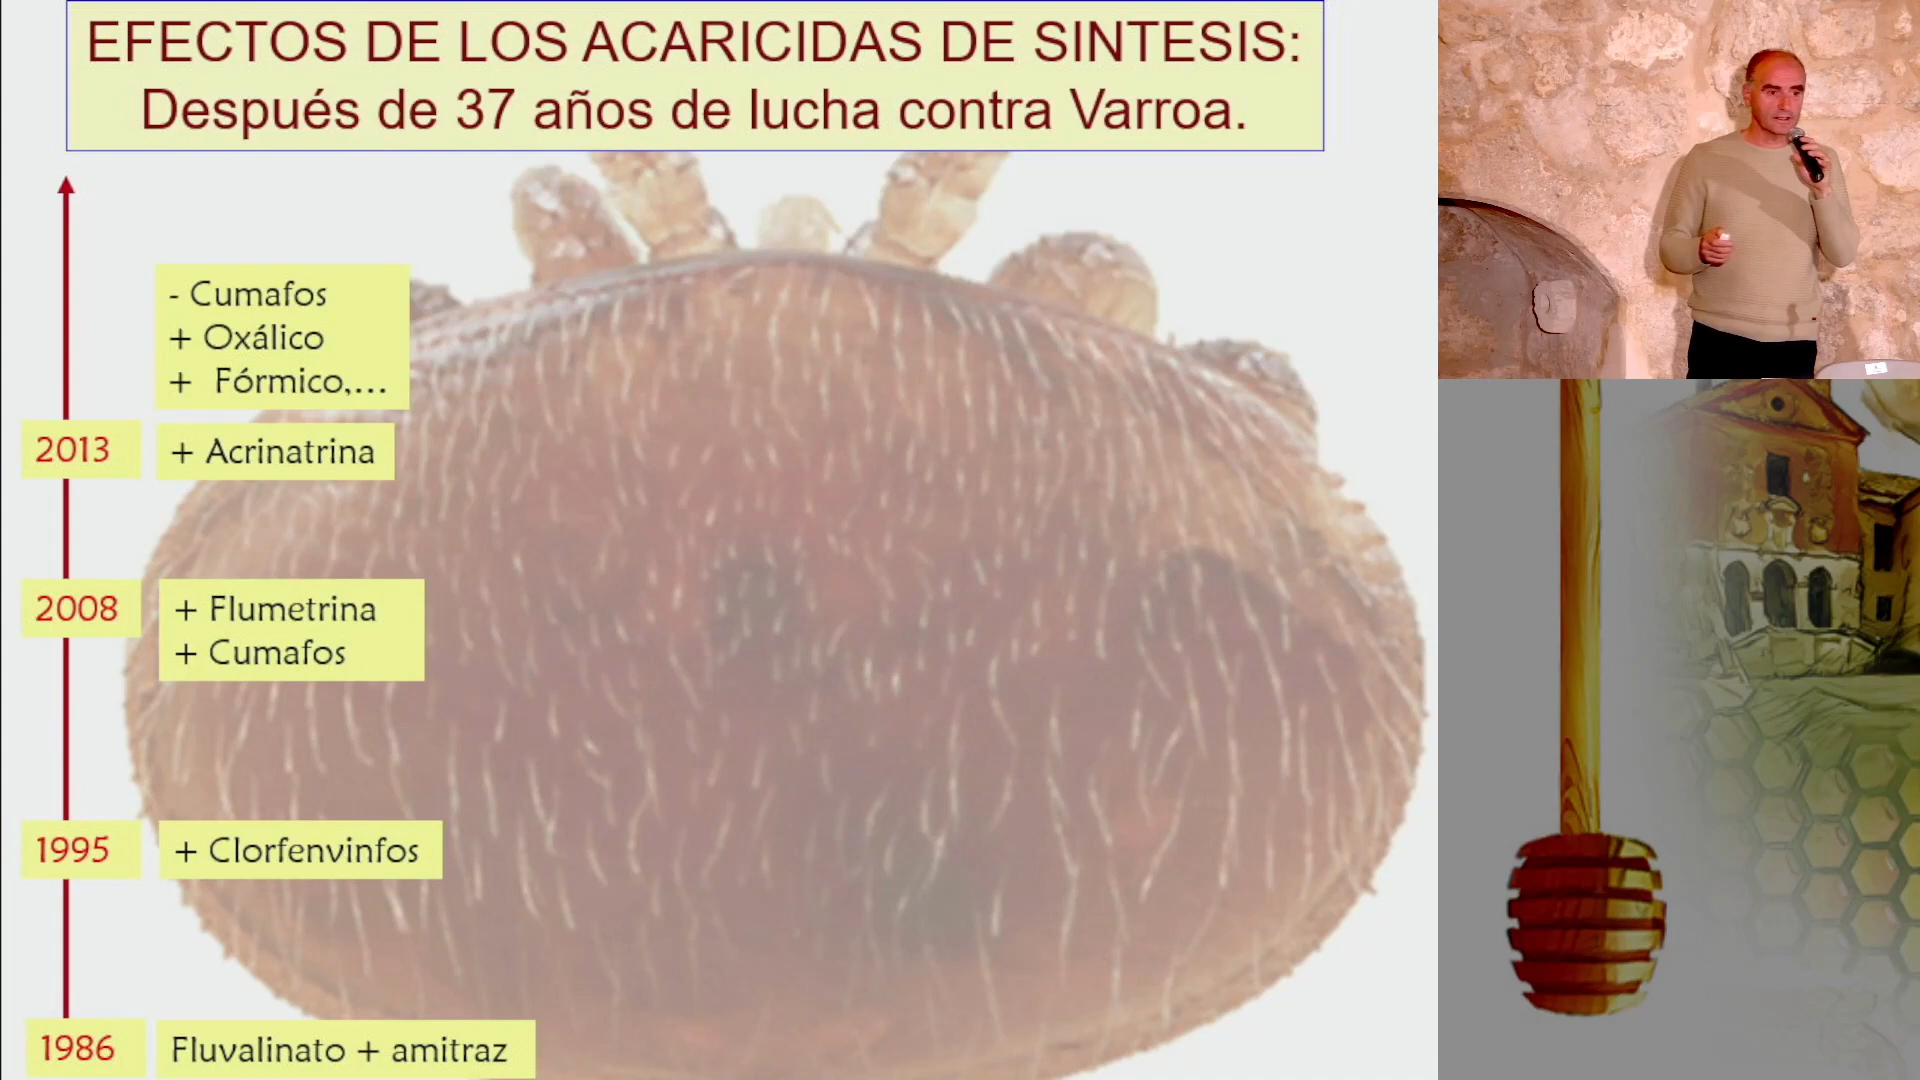 EFECTOS DE LOS ACARICIDAS DE SINTESIS:
Después de 37 años de lucha contra Varroa.
- Cumafos
+ Oxálico
+ Fórmico,...
2013
+ Acrinatrina
2008
+ Flumetrina
+ Cumafos
1995
+ Clorfenvinfos
1986
Fluvalinato + amitraz